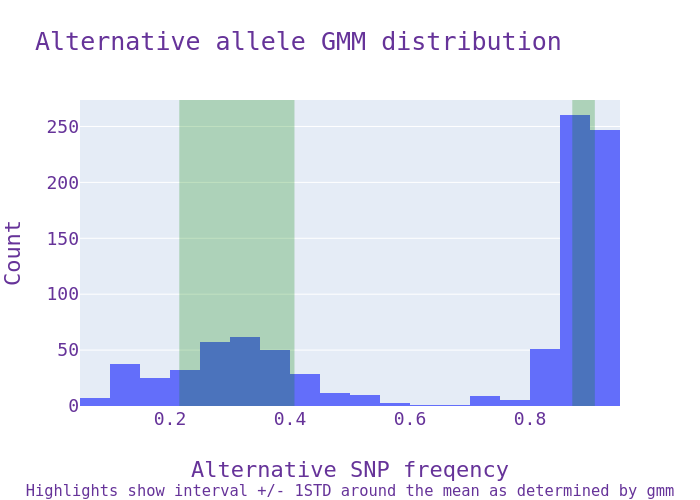 Alternative allele GMM distribution
250
200
150
100
50
0
Count
0.2 0.4 0.6 0.8
Alternative SNP freqency
Highlights show interval +/- 1STD around the mean as determined by gmm